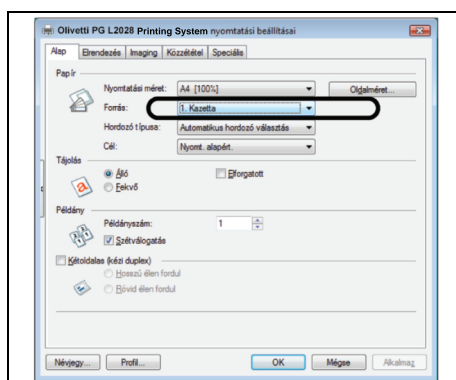 Olivetti PG L2028 Printing System nyomtatási beállításai
Alap Elrendezés Imaging Közzététel Speciális
Papír
Nyomtatási méret: A4 [100%] Oldalméret...
Forrás: 1. Kazetta
Hordozó típusa: Automatikus hordozó választás
Cél: Nyomt. alapért.
Tájolás
Álló Elforgatott
Fekvő
Példány
Példányszám: 1
Szétválogatás
Kétoldalas (kézi duplex)
Hosszú élen fordul
Rövid élen fordul
Névjegy... Profil... OK Mégse Alkalmaz